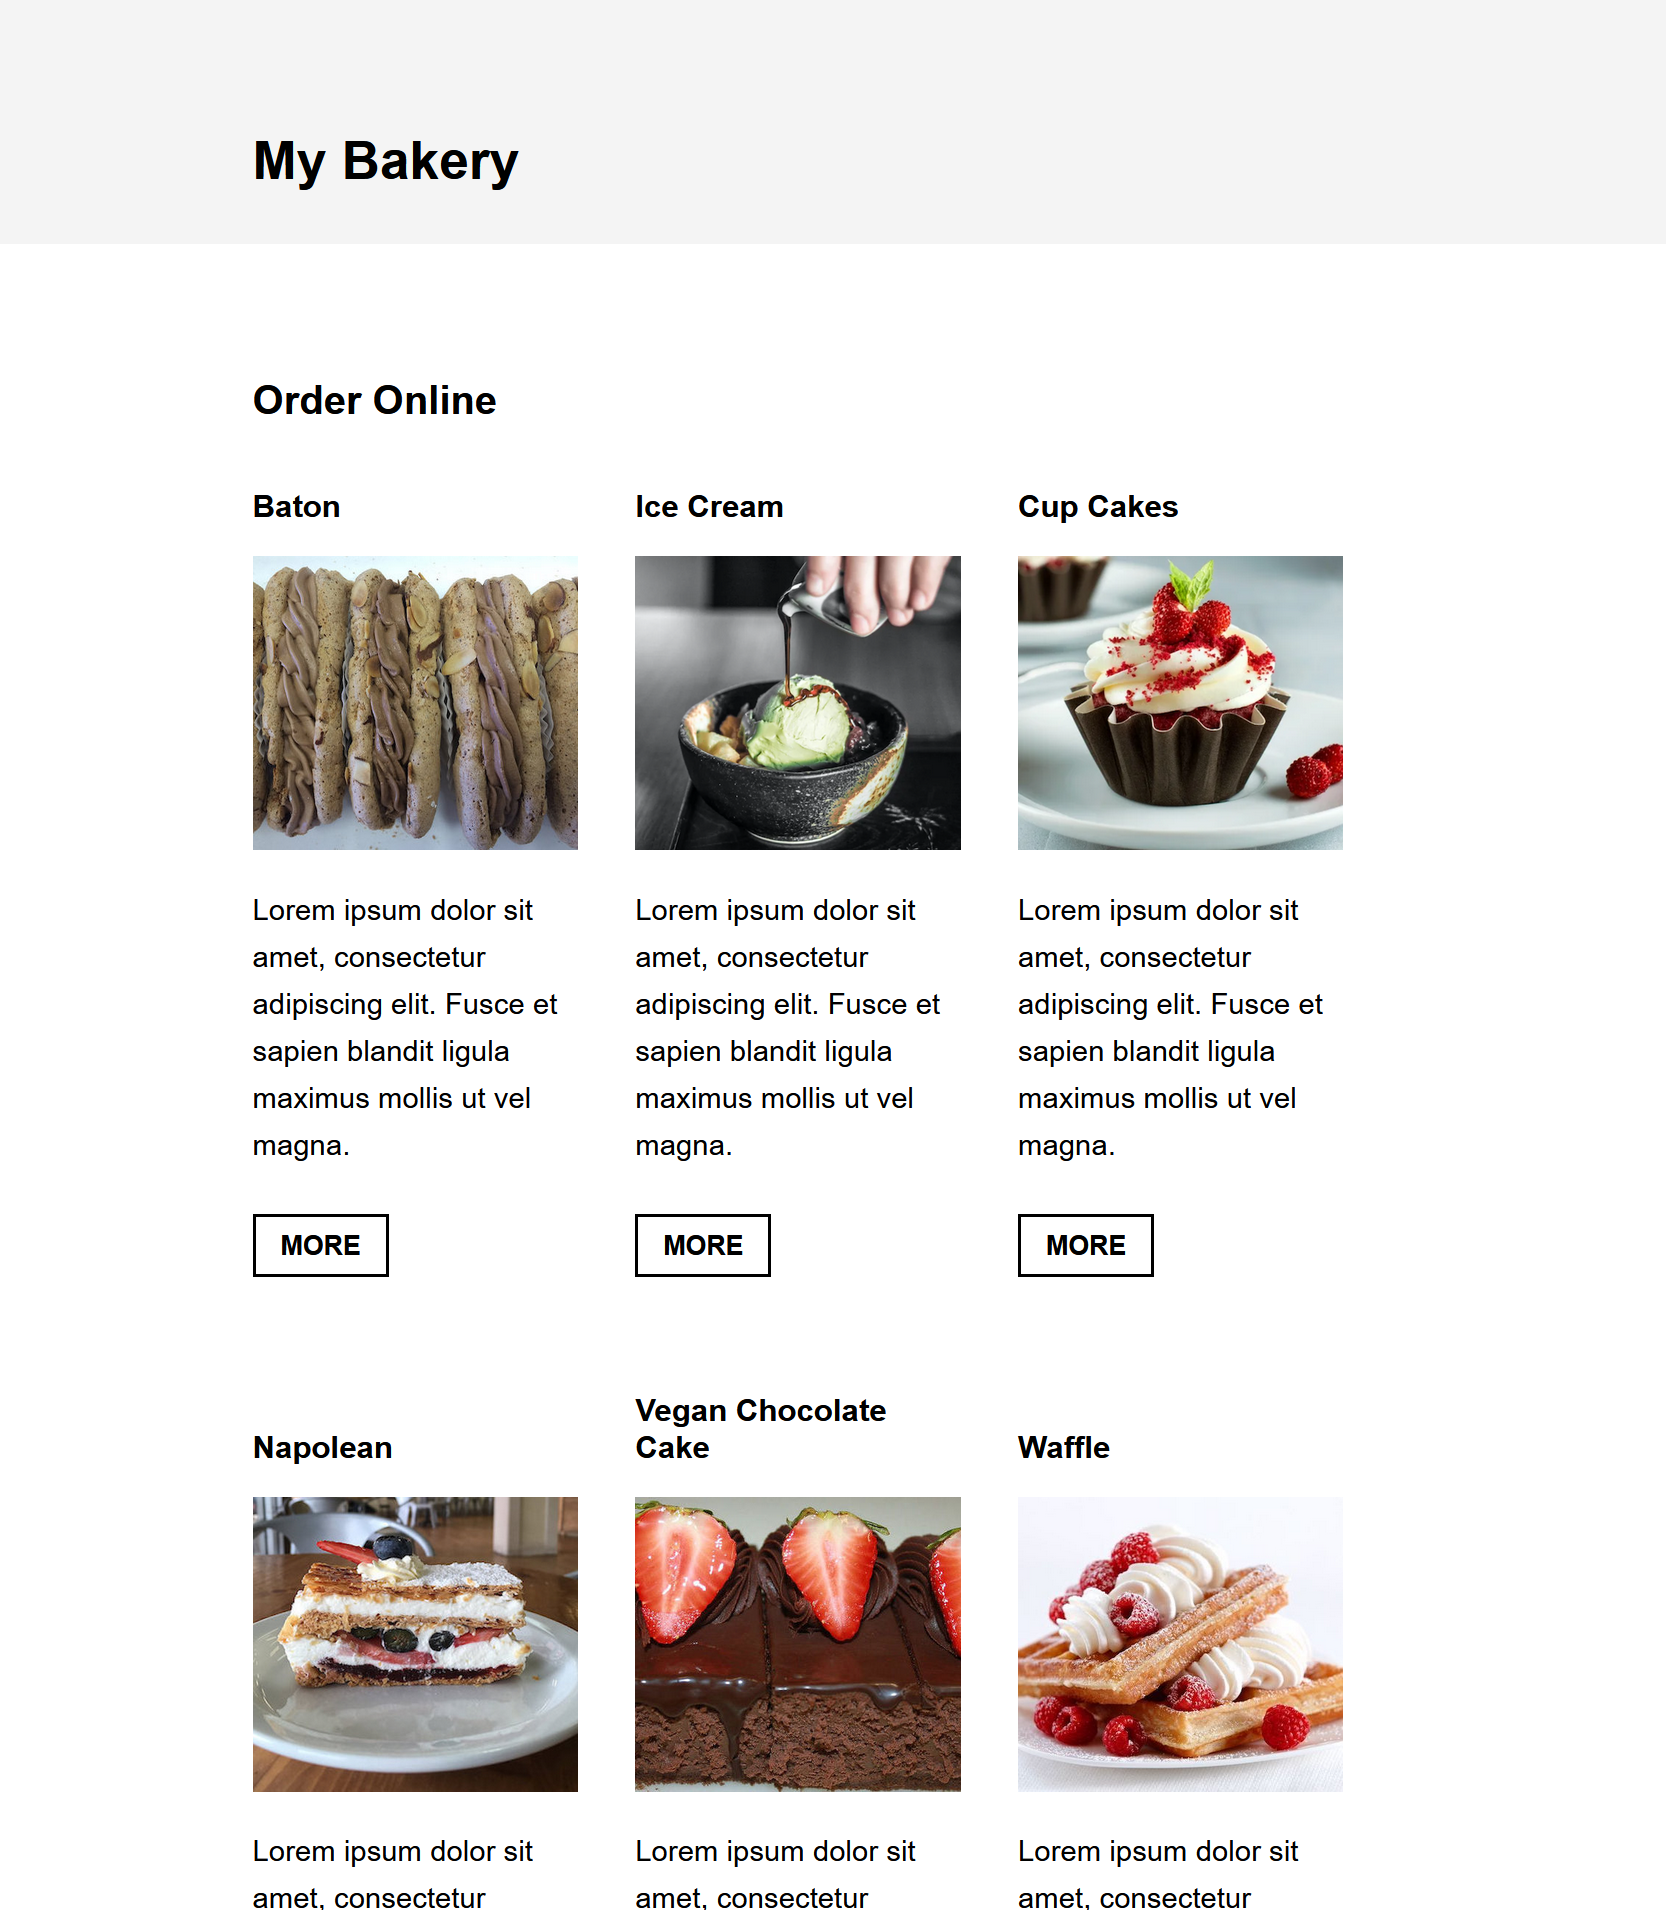 My Bakery
Order Online
Baton
Lorem ipsum dolor sit
amet, consectetur
adipiscing elit. Fusce et
sapien blandit ligula
maximus mollis ut vel
magna.
MORE
Ice Cream
Lorem ipsum dolor sit
amet, consectetur
adipiscing elit. Fusce et
sapien blandit ligula
maximus mollis ut vel
magna.
MORE
Cup Cakes
Lorem ipsum dolor sit
amet, consectetur
adipiscing elit. Fusce et
sapien blandit ligula
maximus mollis ut vel
magna.
MORE
Napolean
Lorem ipsum dolor sit
amet, consectetur
Vegan Chocolate
Cake
Lorem ipsum dolor sit
amet, consectetur
Waffle
Lorem ipsum dolor sit
amet, consectetur